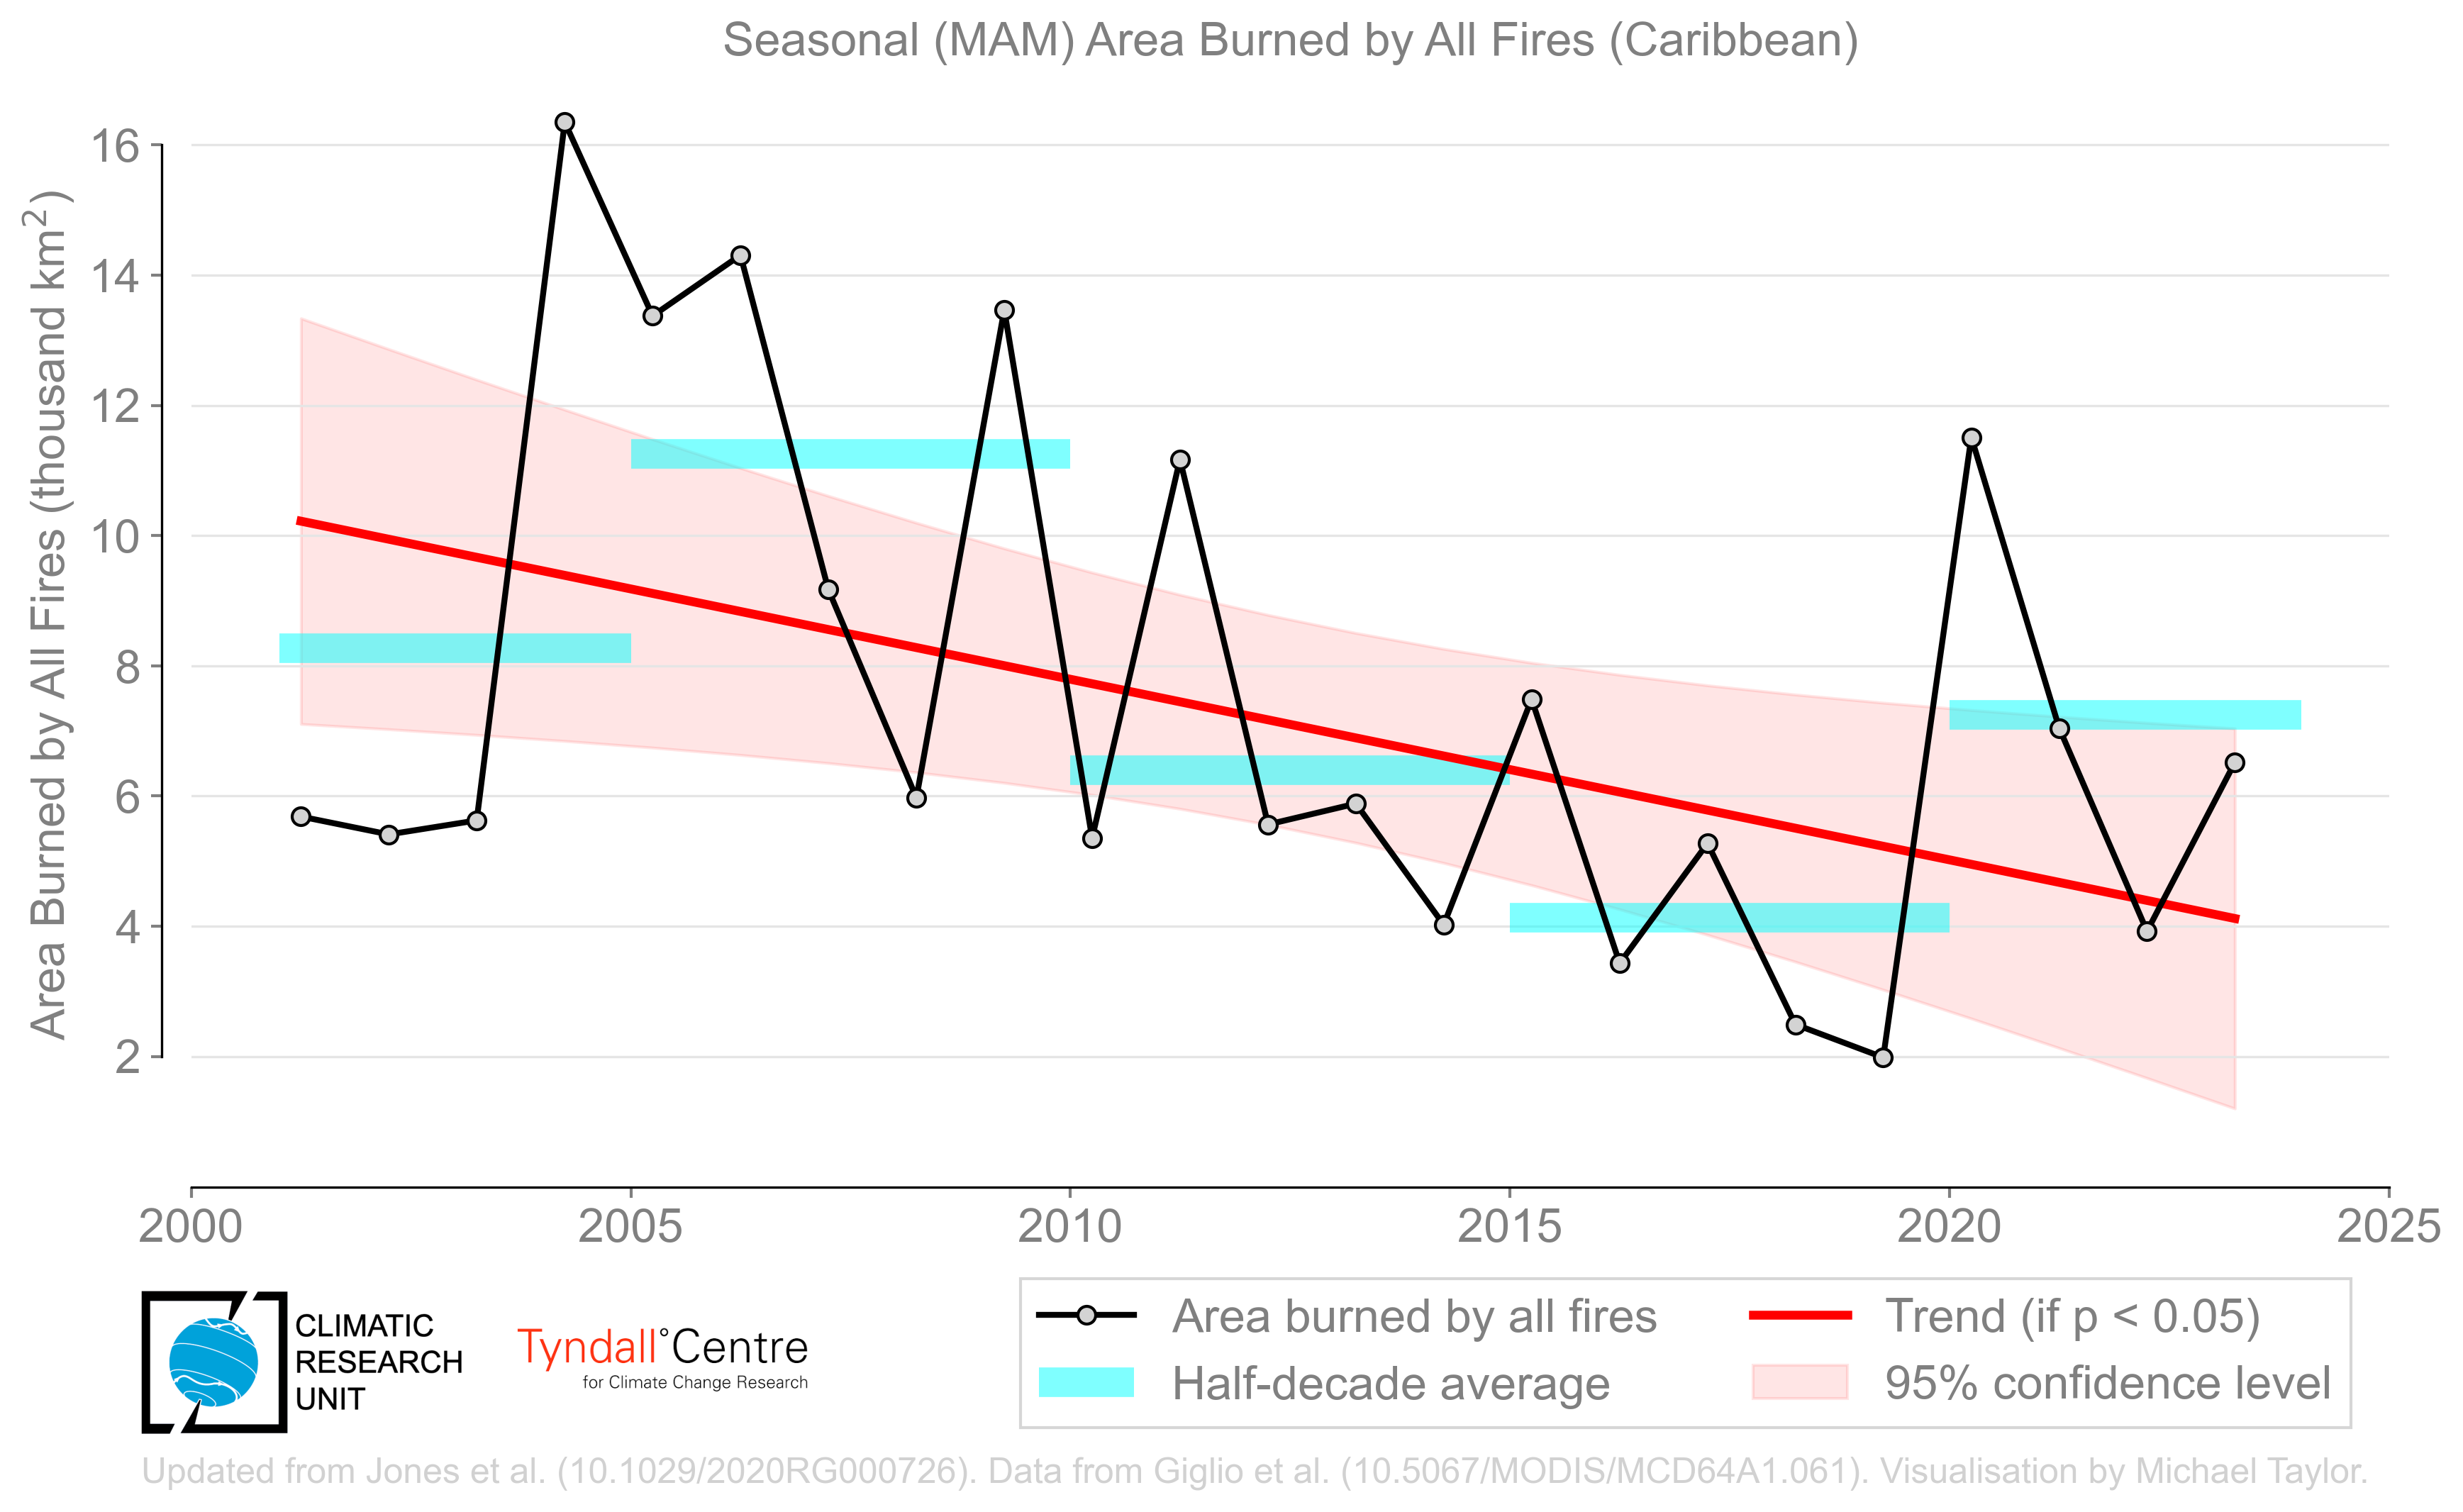 Seasonal (MAM) Area Burned by All Fires (Caribbean)
Area Burned by All Fires (thousand km²)
16
14
12
10
8
6
4
2
2000 2005 2010 2015 2020 2025
CLIMATIC
RESEARCH
UNIT
Tyndall°Centre
for Climate Change Research
Area burned by all fires
Half-decade average
Trend (if p < 0.05)
95% confidence level
Updated from Jones et al. (10.1029/2020RG000726). Data from Giglio et al. (10.5067/MODIS/MCD64A1.061). Visualisation by Michael Taylor.